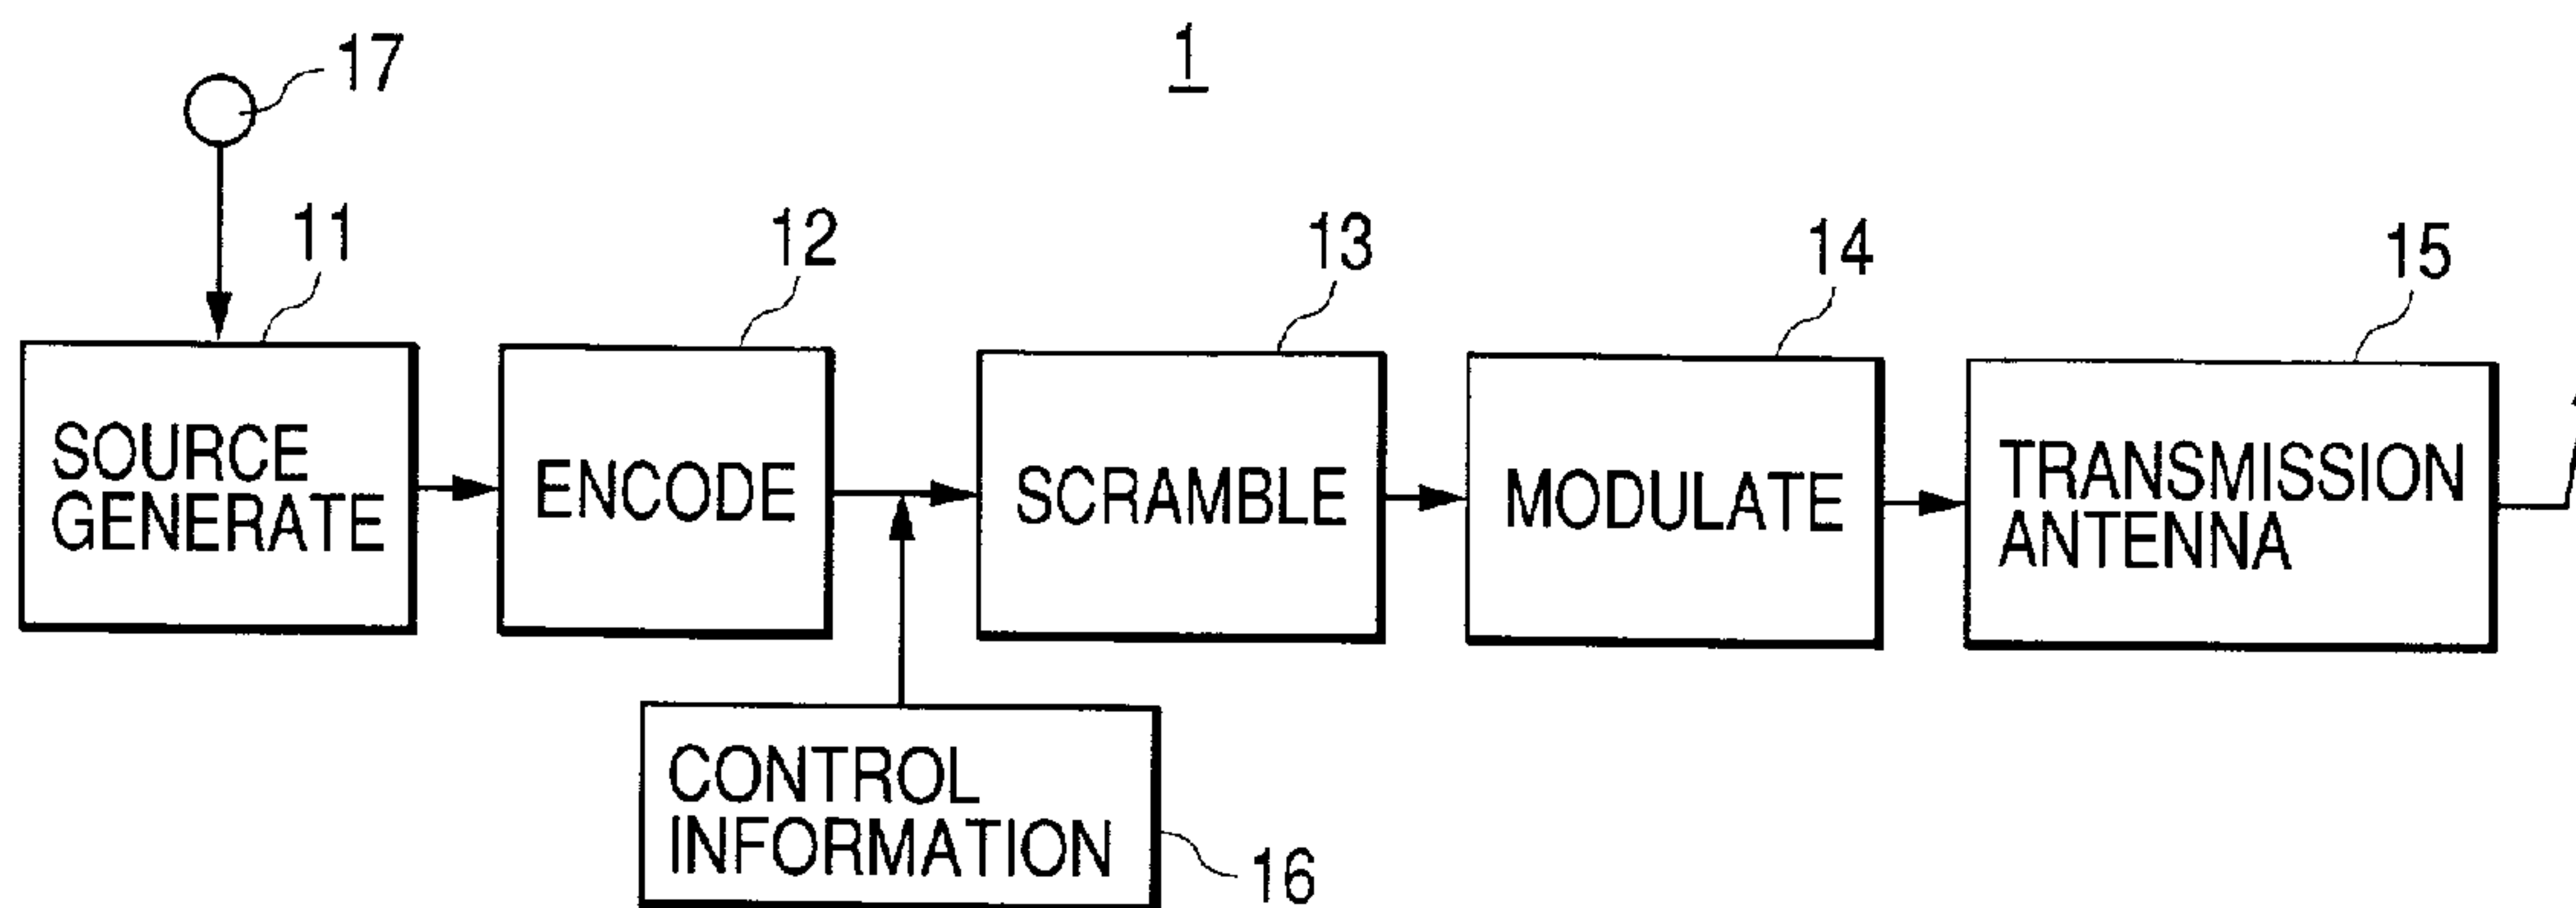 1
17
11
12
13
14
15
SOURCE
GENERATE
ENCODE
SCRAMBLE
MODULATE
TRANSMISSION
ANTENNA
CONTROL
INFORMATION
16